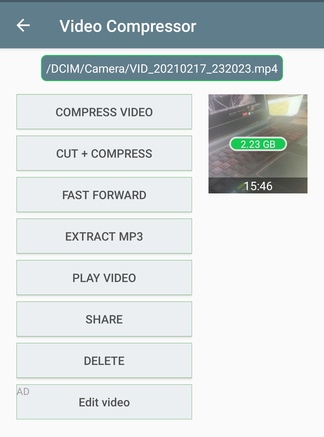 Video Compressor
/DCIM/Camera/VID_20210217_232023.mp4
COMPRESS VIDEO
2.23 GB
CUT + COMPRESS
15:46
FAST FORWARD
EXTRACT MP3
PLAY VIDEO
SHARE
DELETE
AD
Edit video